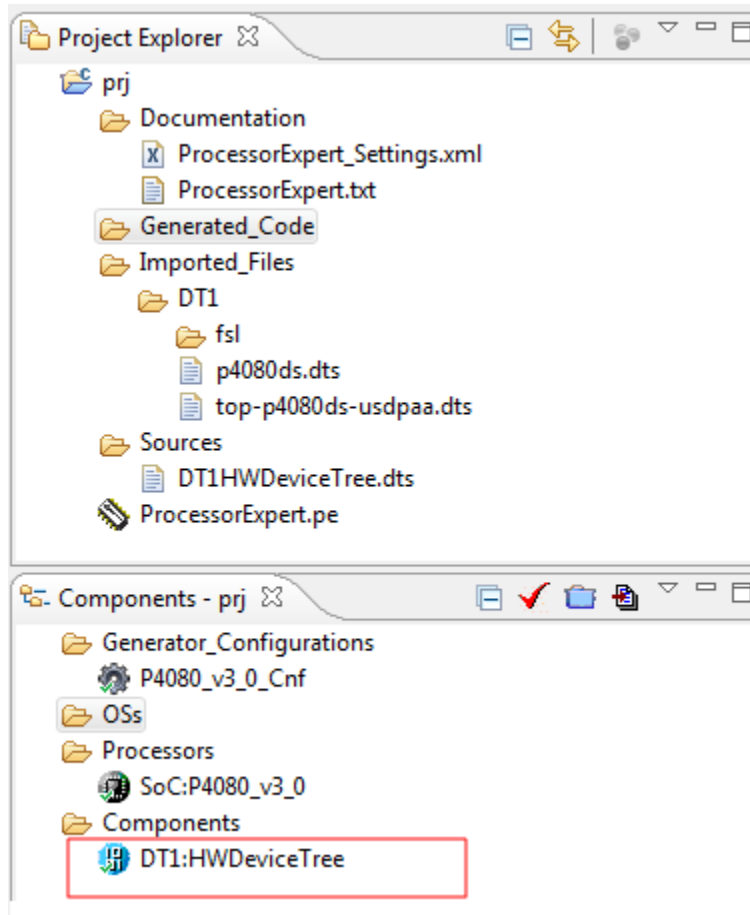 Project Explorer
prj
Documentation
ProcessorExpert_Settings.xml
ProcessorExpert.txt
Generated_Code
Imported_Files
DT1
fsl
p4080ds.dts
top-p4080ds-usdpaa.dts
Sources
DT1HWDeviceTree.dts
ProcessorExpert.pe
Components - prj
Generator_Configurations
P4080_v3_0_Cnf
OSs
Processors
SoC:P4080_v3_0
Components
DT1:HWDeviceTree